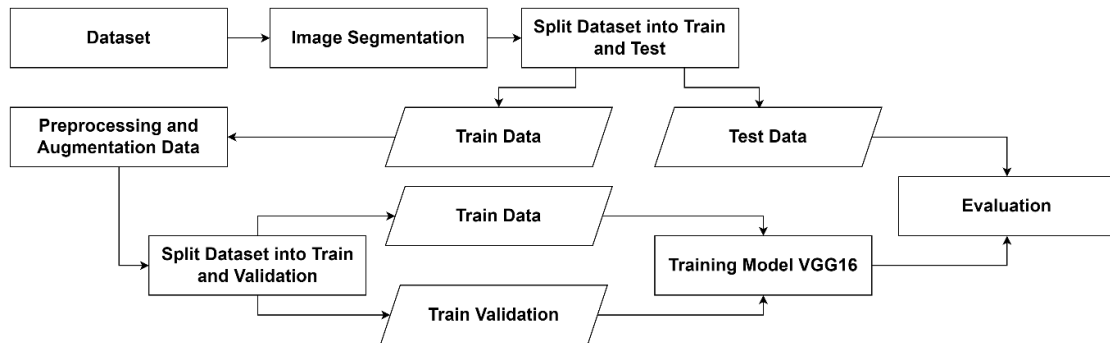 Dataset
Image Segmentation
Split Dataset into Train
and Test
Preprocessing and
Augmentation Data
Train Data
Test Data
Evaluation
Train Data
Split Dataset into Train
and Validation
Training Model VGG16
Train Validation